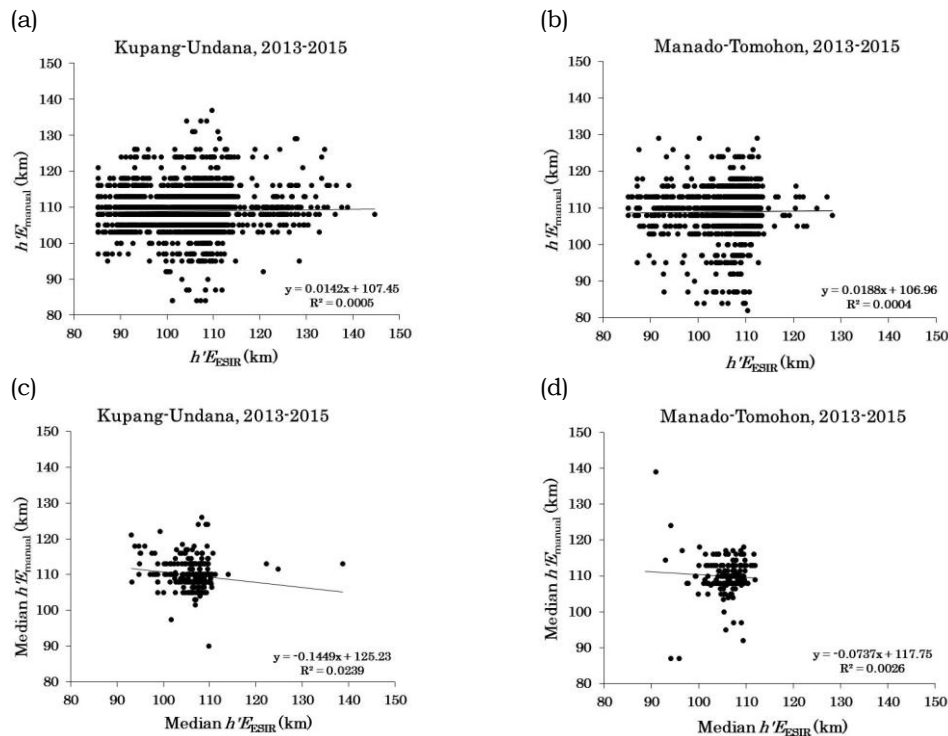 (a)
Kupang-Undana, 2013-2015
150
140
130
120
110
100
90
80
h'E_manual (km)
80 90 100 110 120 130 140 150
h'E_ESIR (km)
y = 0.0142x + 107.45
R² = 0.0005
(b)
Manado-Tomohon, 2013-2015
150
140
130
120
110
100
90
80
h'E_manual (km)
80 90 100 110 120 130 140 150
h'E_ESIR (km)
y = 0.0188x + 106.96
R² = 0.0004
(c)
Kupang-Undana, 2013-2015
150
140
130
120
110
100
90
80
Median h'E_manual (km)
80 90 100 110 120 130 140 150
Median h'E_ESIR (km)
y = -0.1449x + 125.23
R² = 0.0239
(d)
Manado-Tomohon, 2013-2015
150
140
130
120
110
100
90
80
Median h'E_manual (km)
80 90 100 110 120 130 140 150
Median h'E_ESIR (km)
y = -0.0737x + 117.75
R² = 0.0026